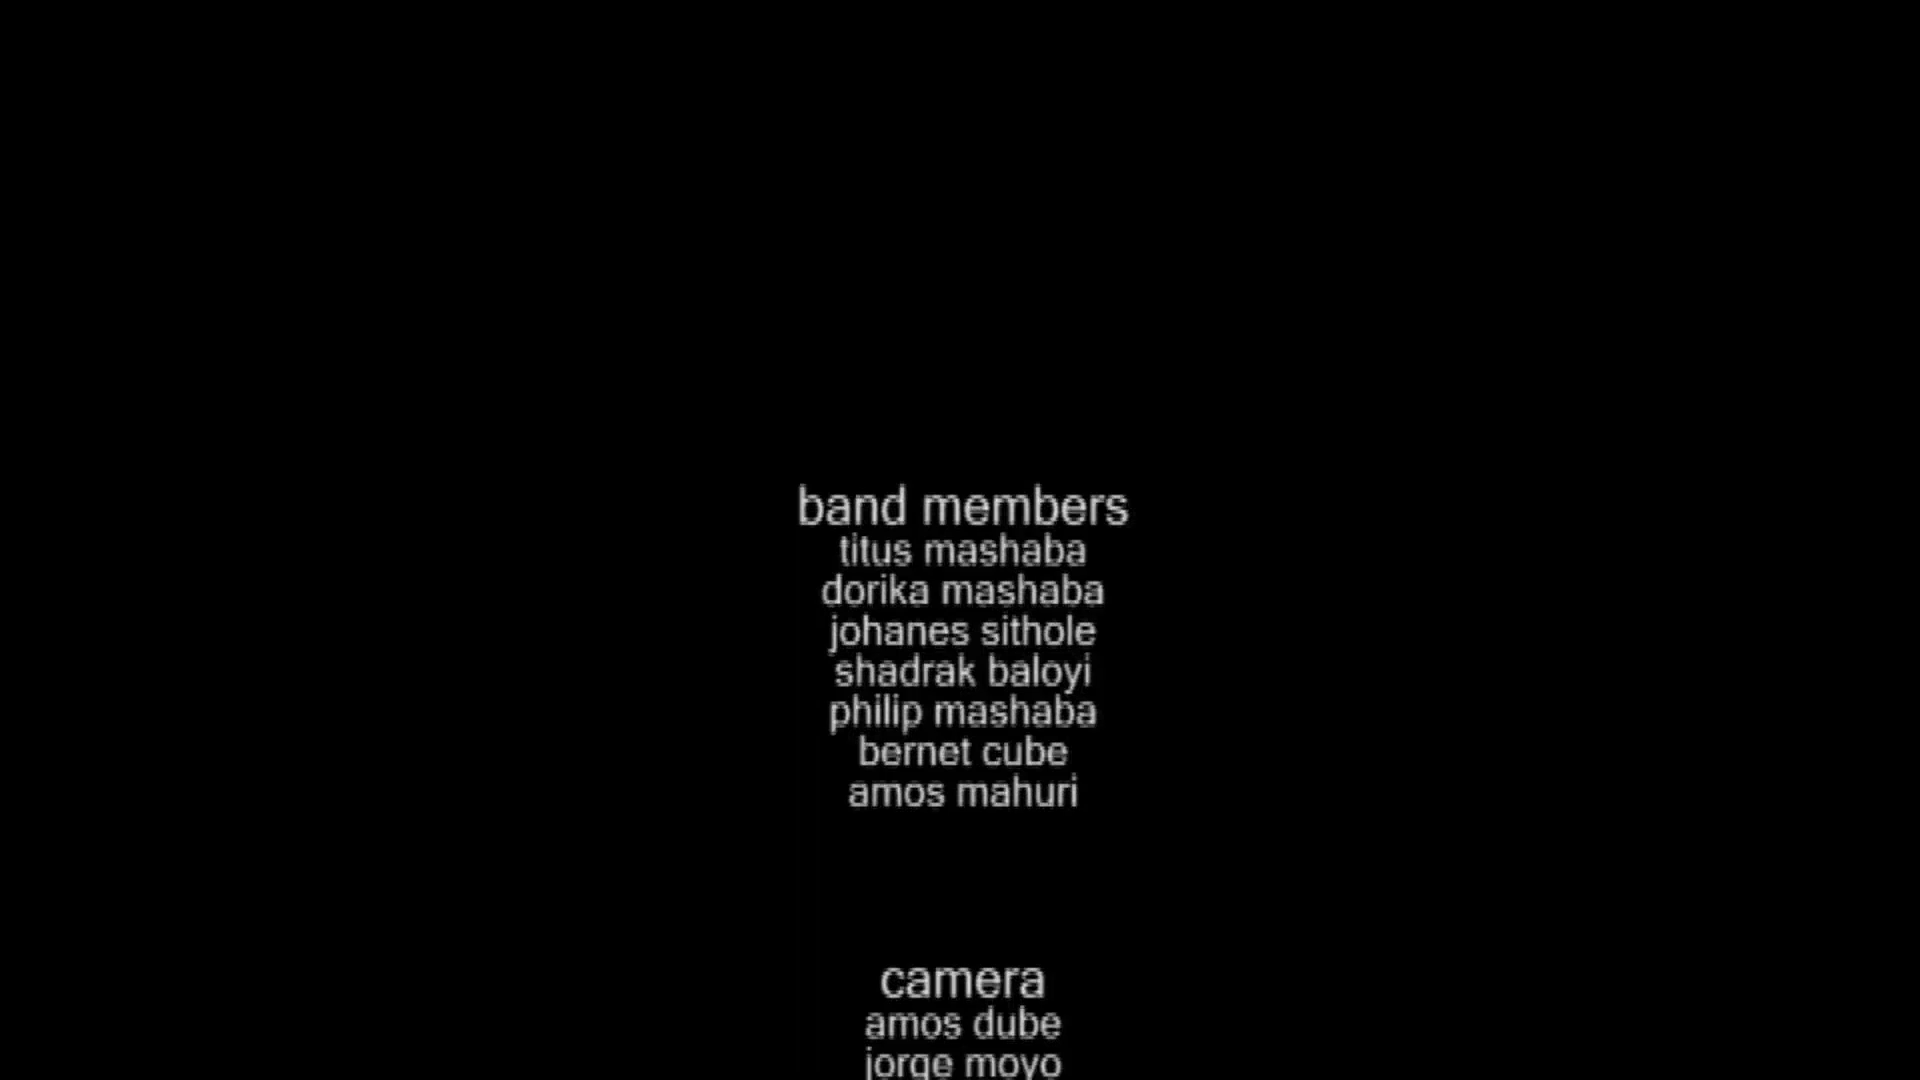 band members
titus mashaba
dorika mashaba
johanes sithole
shadrak baloyi
philip mashaba
bernet cube
amos mahuri
camera
amos dube
jorge moyo